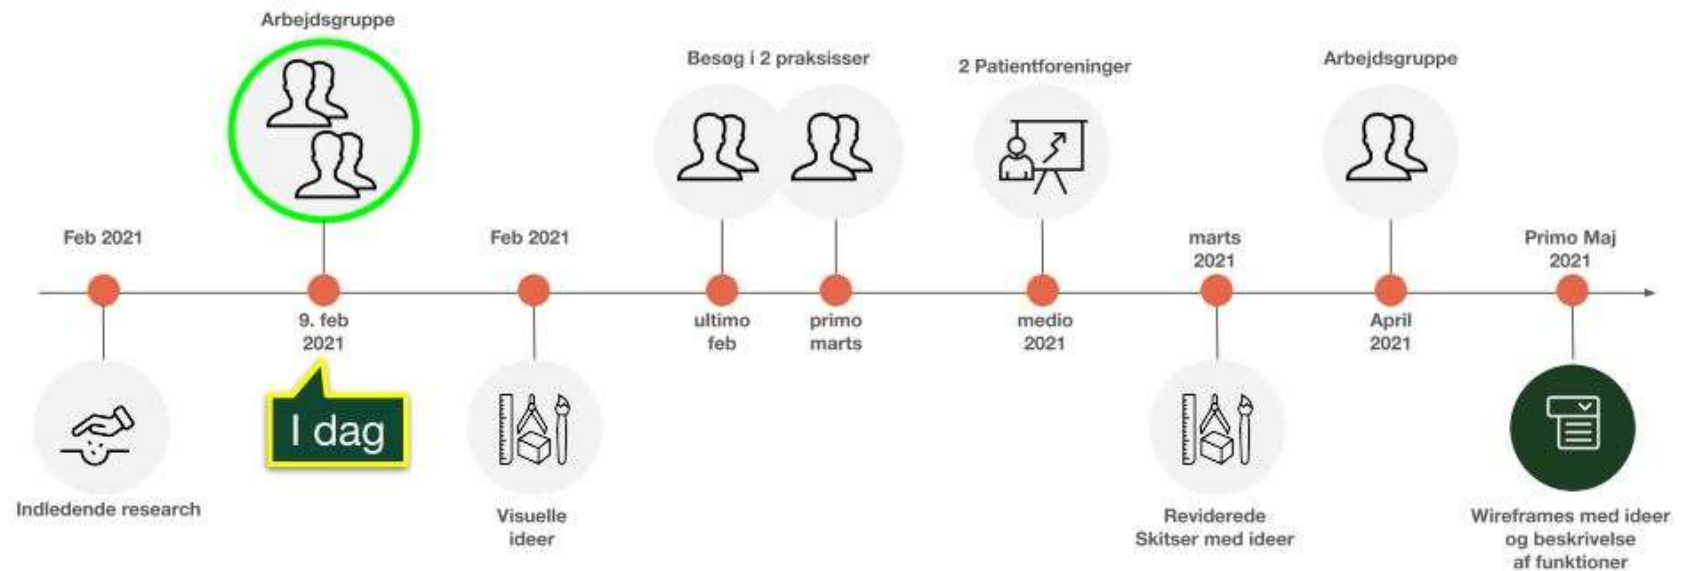 Arbejdsgruppe
Besøg i 2 praksisser
2 Patientforeninger
Arbejdsgruppe
Feb 2021
Feb 2021
marts
2021
Primo Maj
2021
9. feb
2021
ultimo
feb
primo
marts
medio
2021
April
2021
I dag
Indledende research
Visuelle
ideer
Reviderede
Skitser med ideer
Wireframes med ideer
og beskrivelse
af funktioner